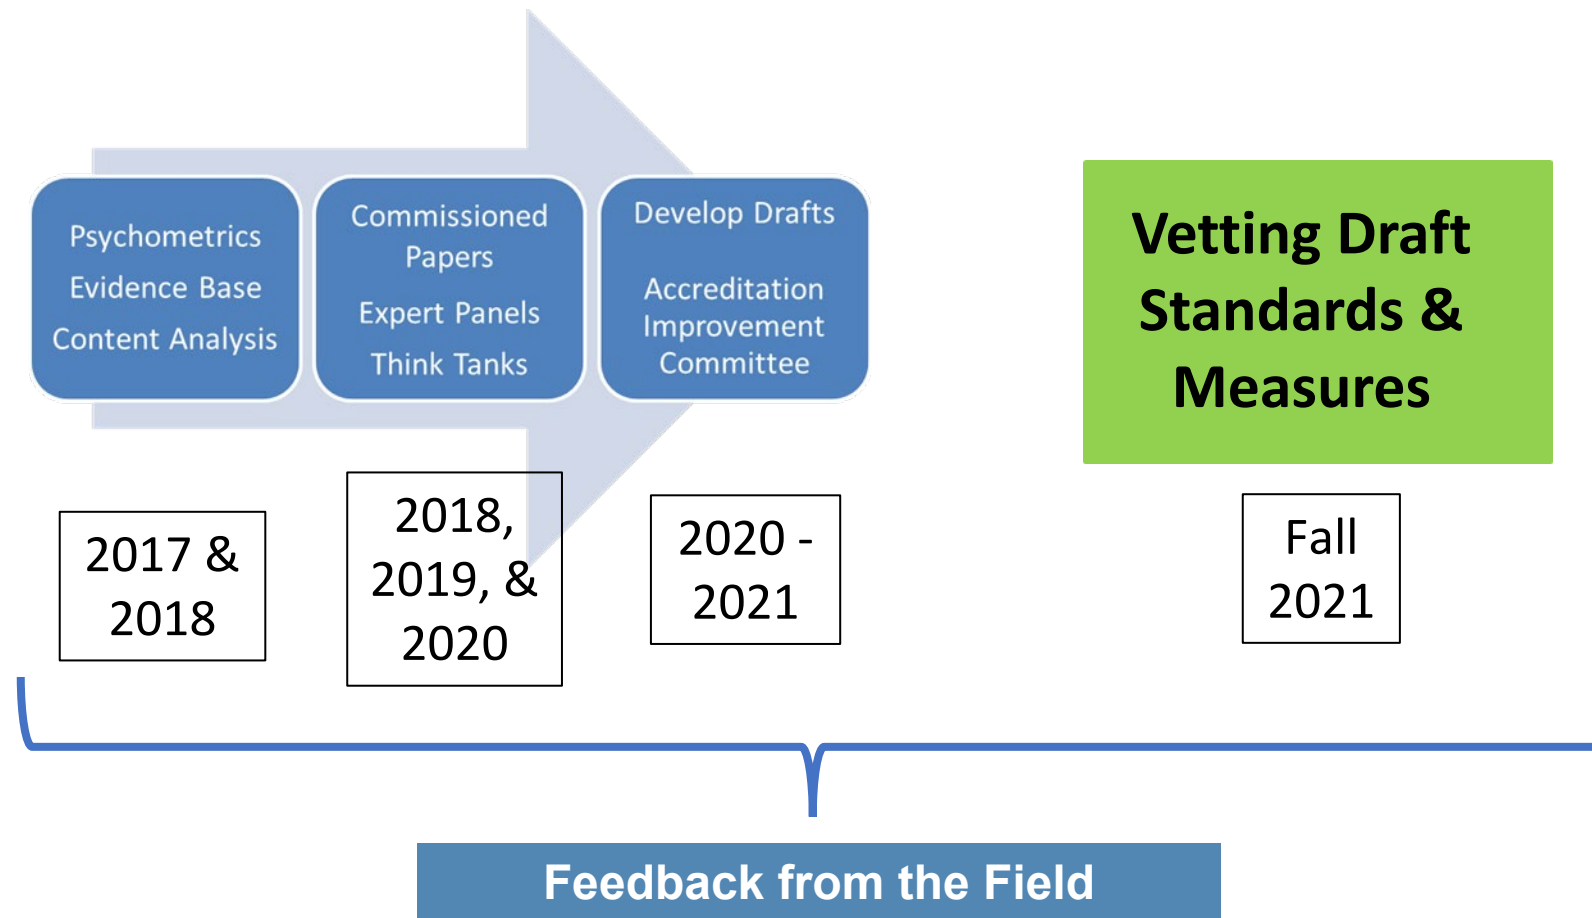 Psychometrics
Evidence Base
Content Analysis
Commissioned
Papers
Expert Panels
Think Tanks
Develop Drafts
Accreditation
Improvement
Committee
Vetting Draft
Standards &
Measures
2017 &
2018
2018,
2019, &
2020
2020 -
2021
Fall
2021
Feedback from the Field